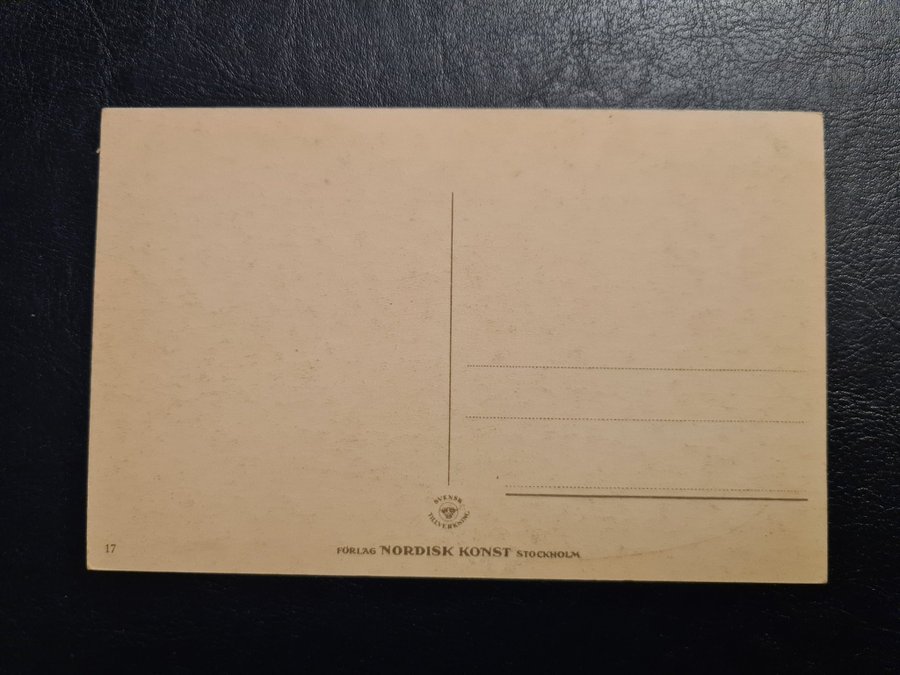 SVENSK
TILLVERKNING
17
FÖRLAG NORDISK KONST STOCKHOLM